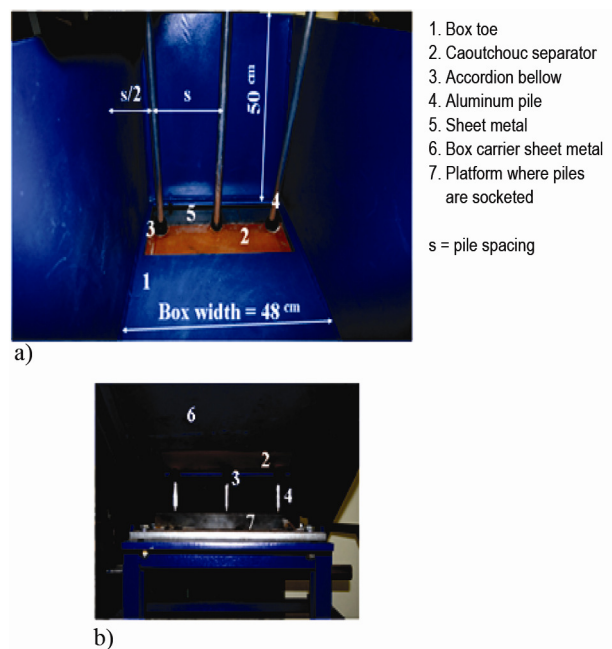 50 cm
s/2
s
4
5
3
2
1
Box width = 48 cm
a)
1. Box toe
2. Caoutchouc separator
3. Accordion bellow
4. Aluminum pile
5. Sheet metal
6. Box carrier sheet metal
7. Platform where piles
are socketed
s = pile spacing
6
2
3
4
7
b)